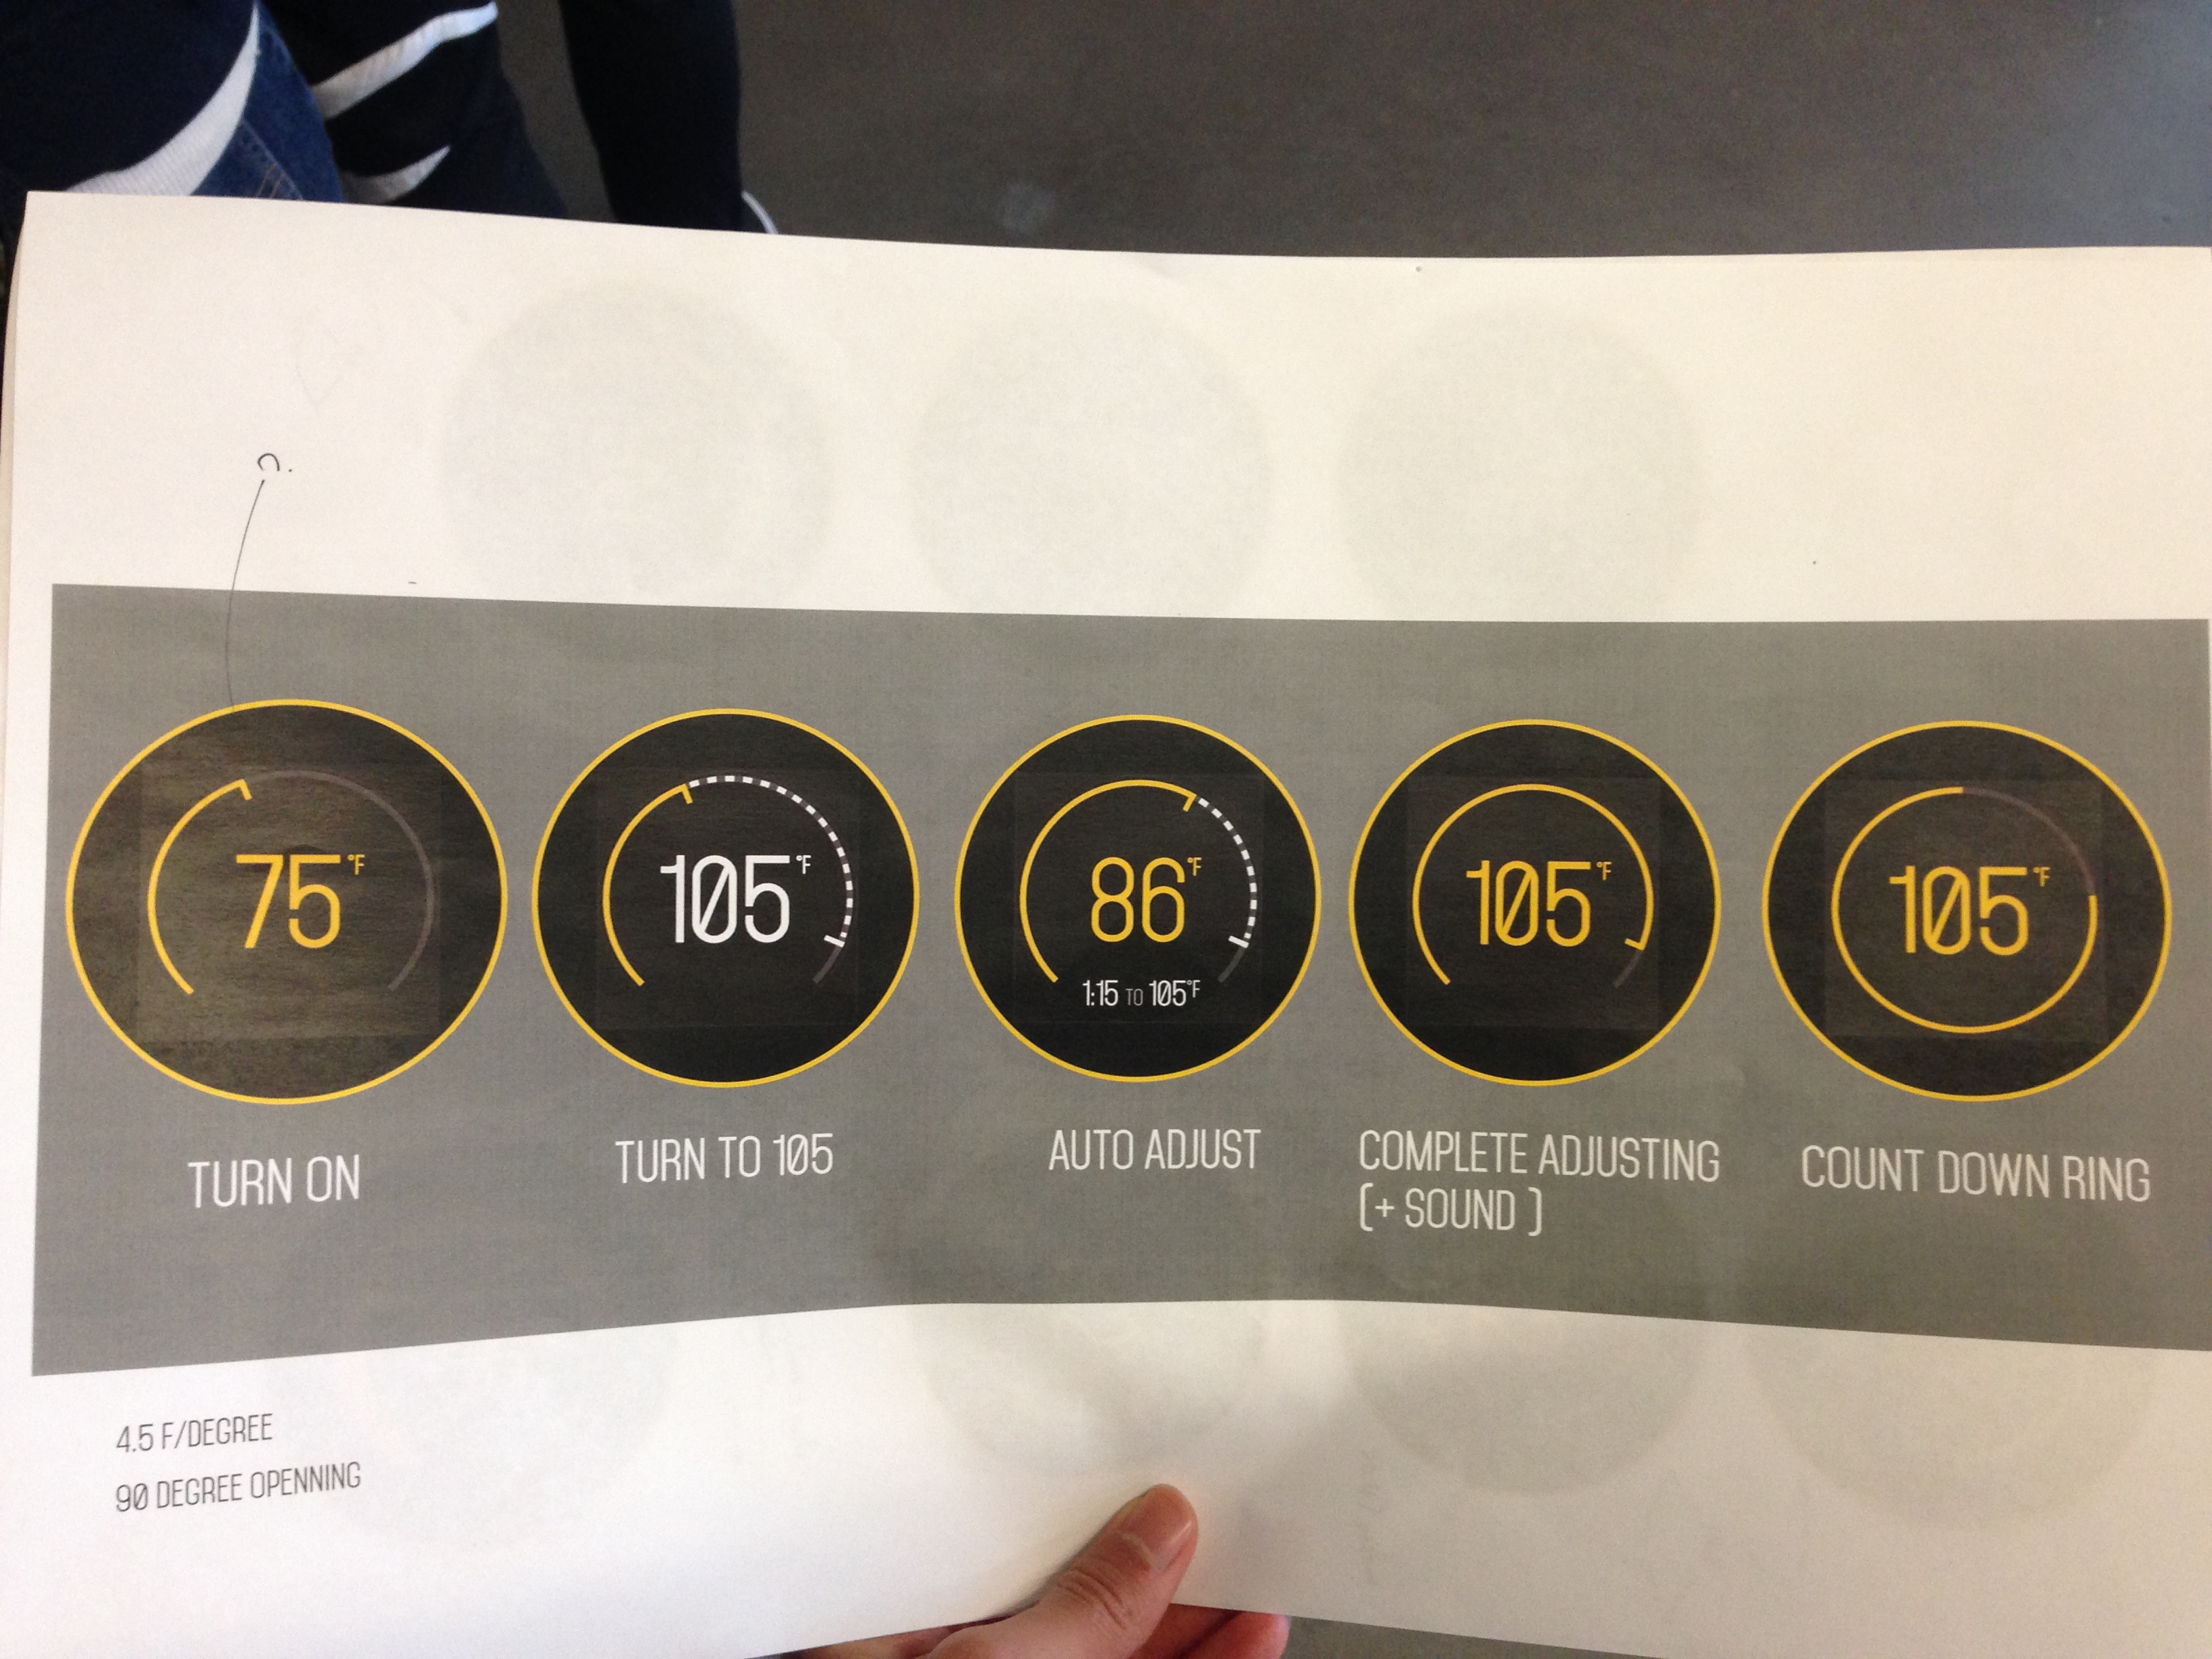 ?.
75°F
105°F
86°F
1:15 TO 105°F
105°F
105°F
TURN ON
TURN TO 105
AUTO ADJUST
COMPLETE ADJUSTING
(+ SOUND )
COUNT DOWN RING
4.5 F/DEGREE
90 DEGREE OPENNING